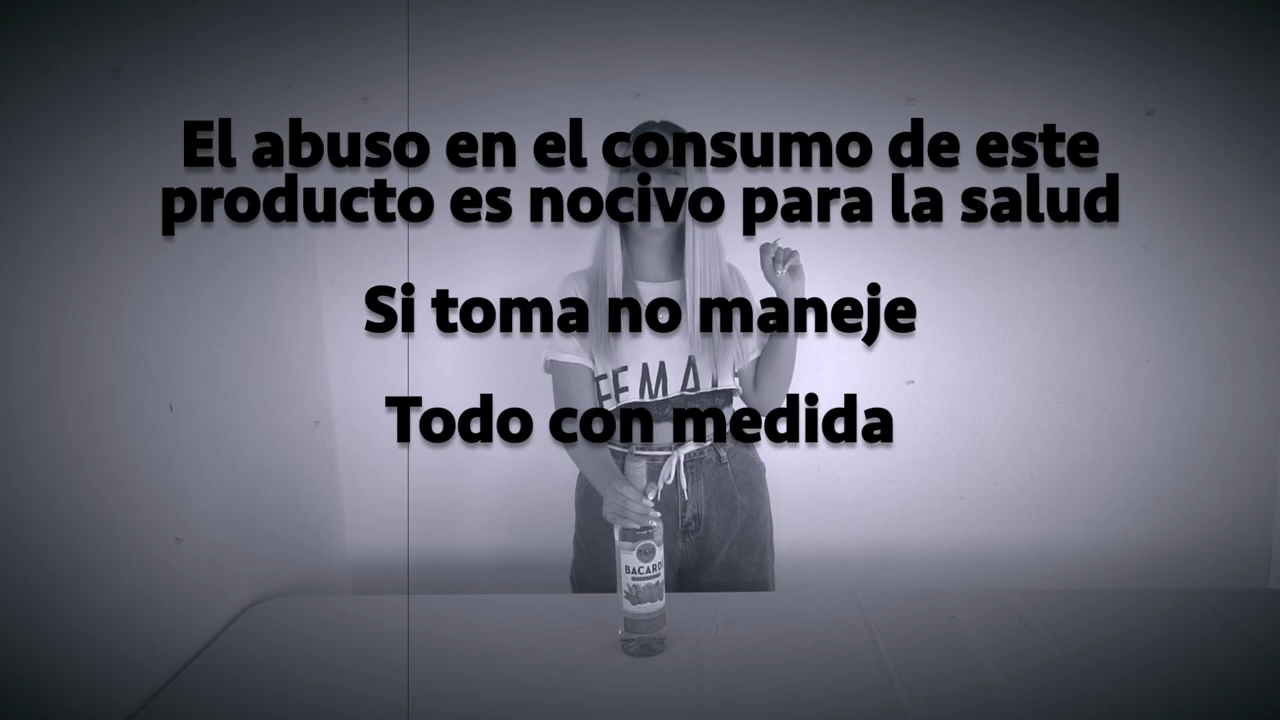 El abuso en el consumo de este
producto es nocivo para la salud
Si toma no maneje
Todo con medida
FEMAL
BACARDI